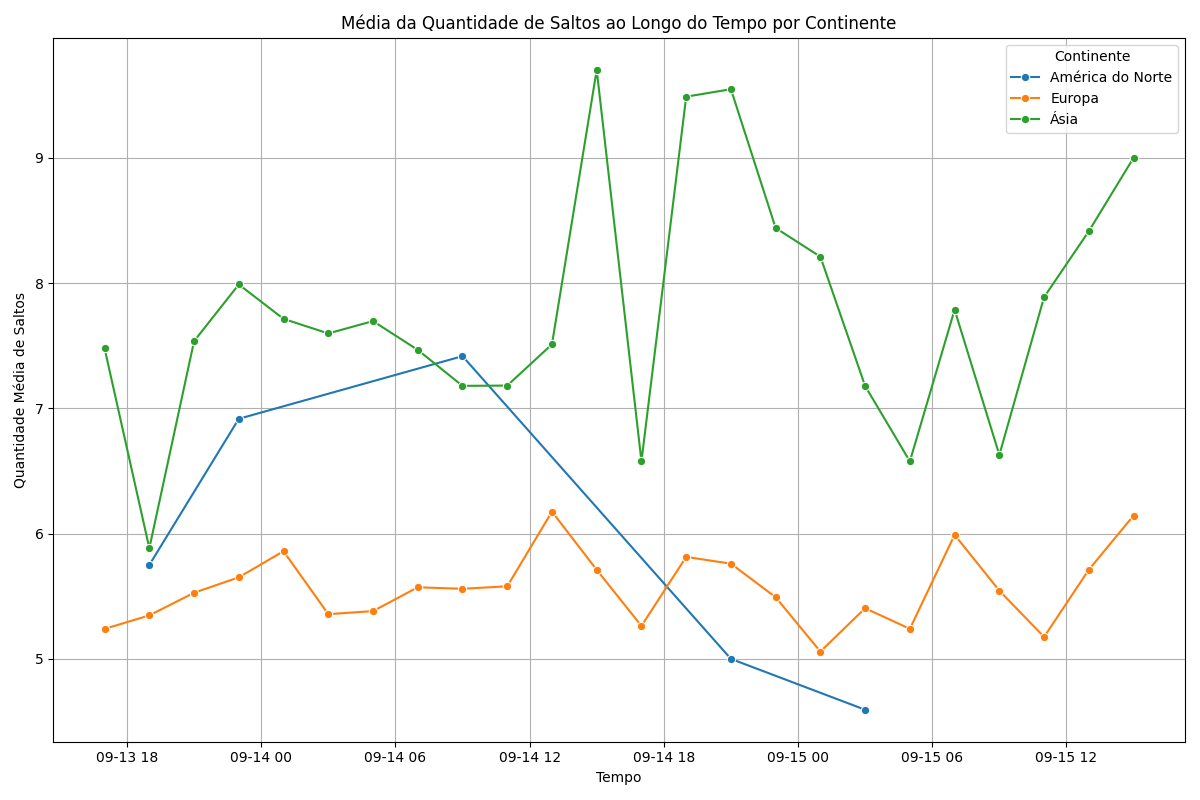 Média da Quantidade de Saltos ao Longo do Tempo por Continente
Continente
América do Norte
Europa
Ásia
Quantidade Média de Saltos
9
8
7
6
5
09-13 18
09-14 00
09-14 06
09-14 12
09-14 18
09-15 00
09-15 06
09-15 12
Tempo